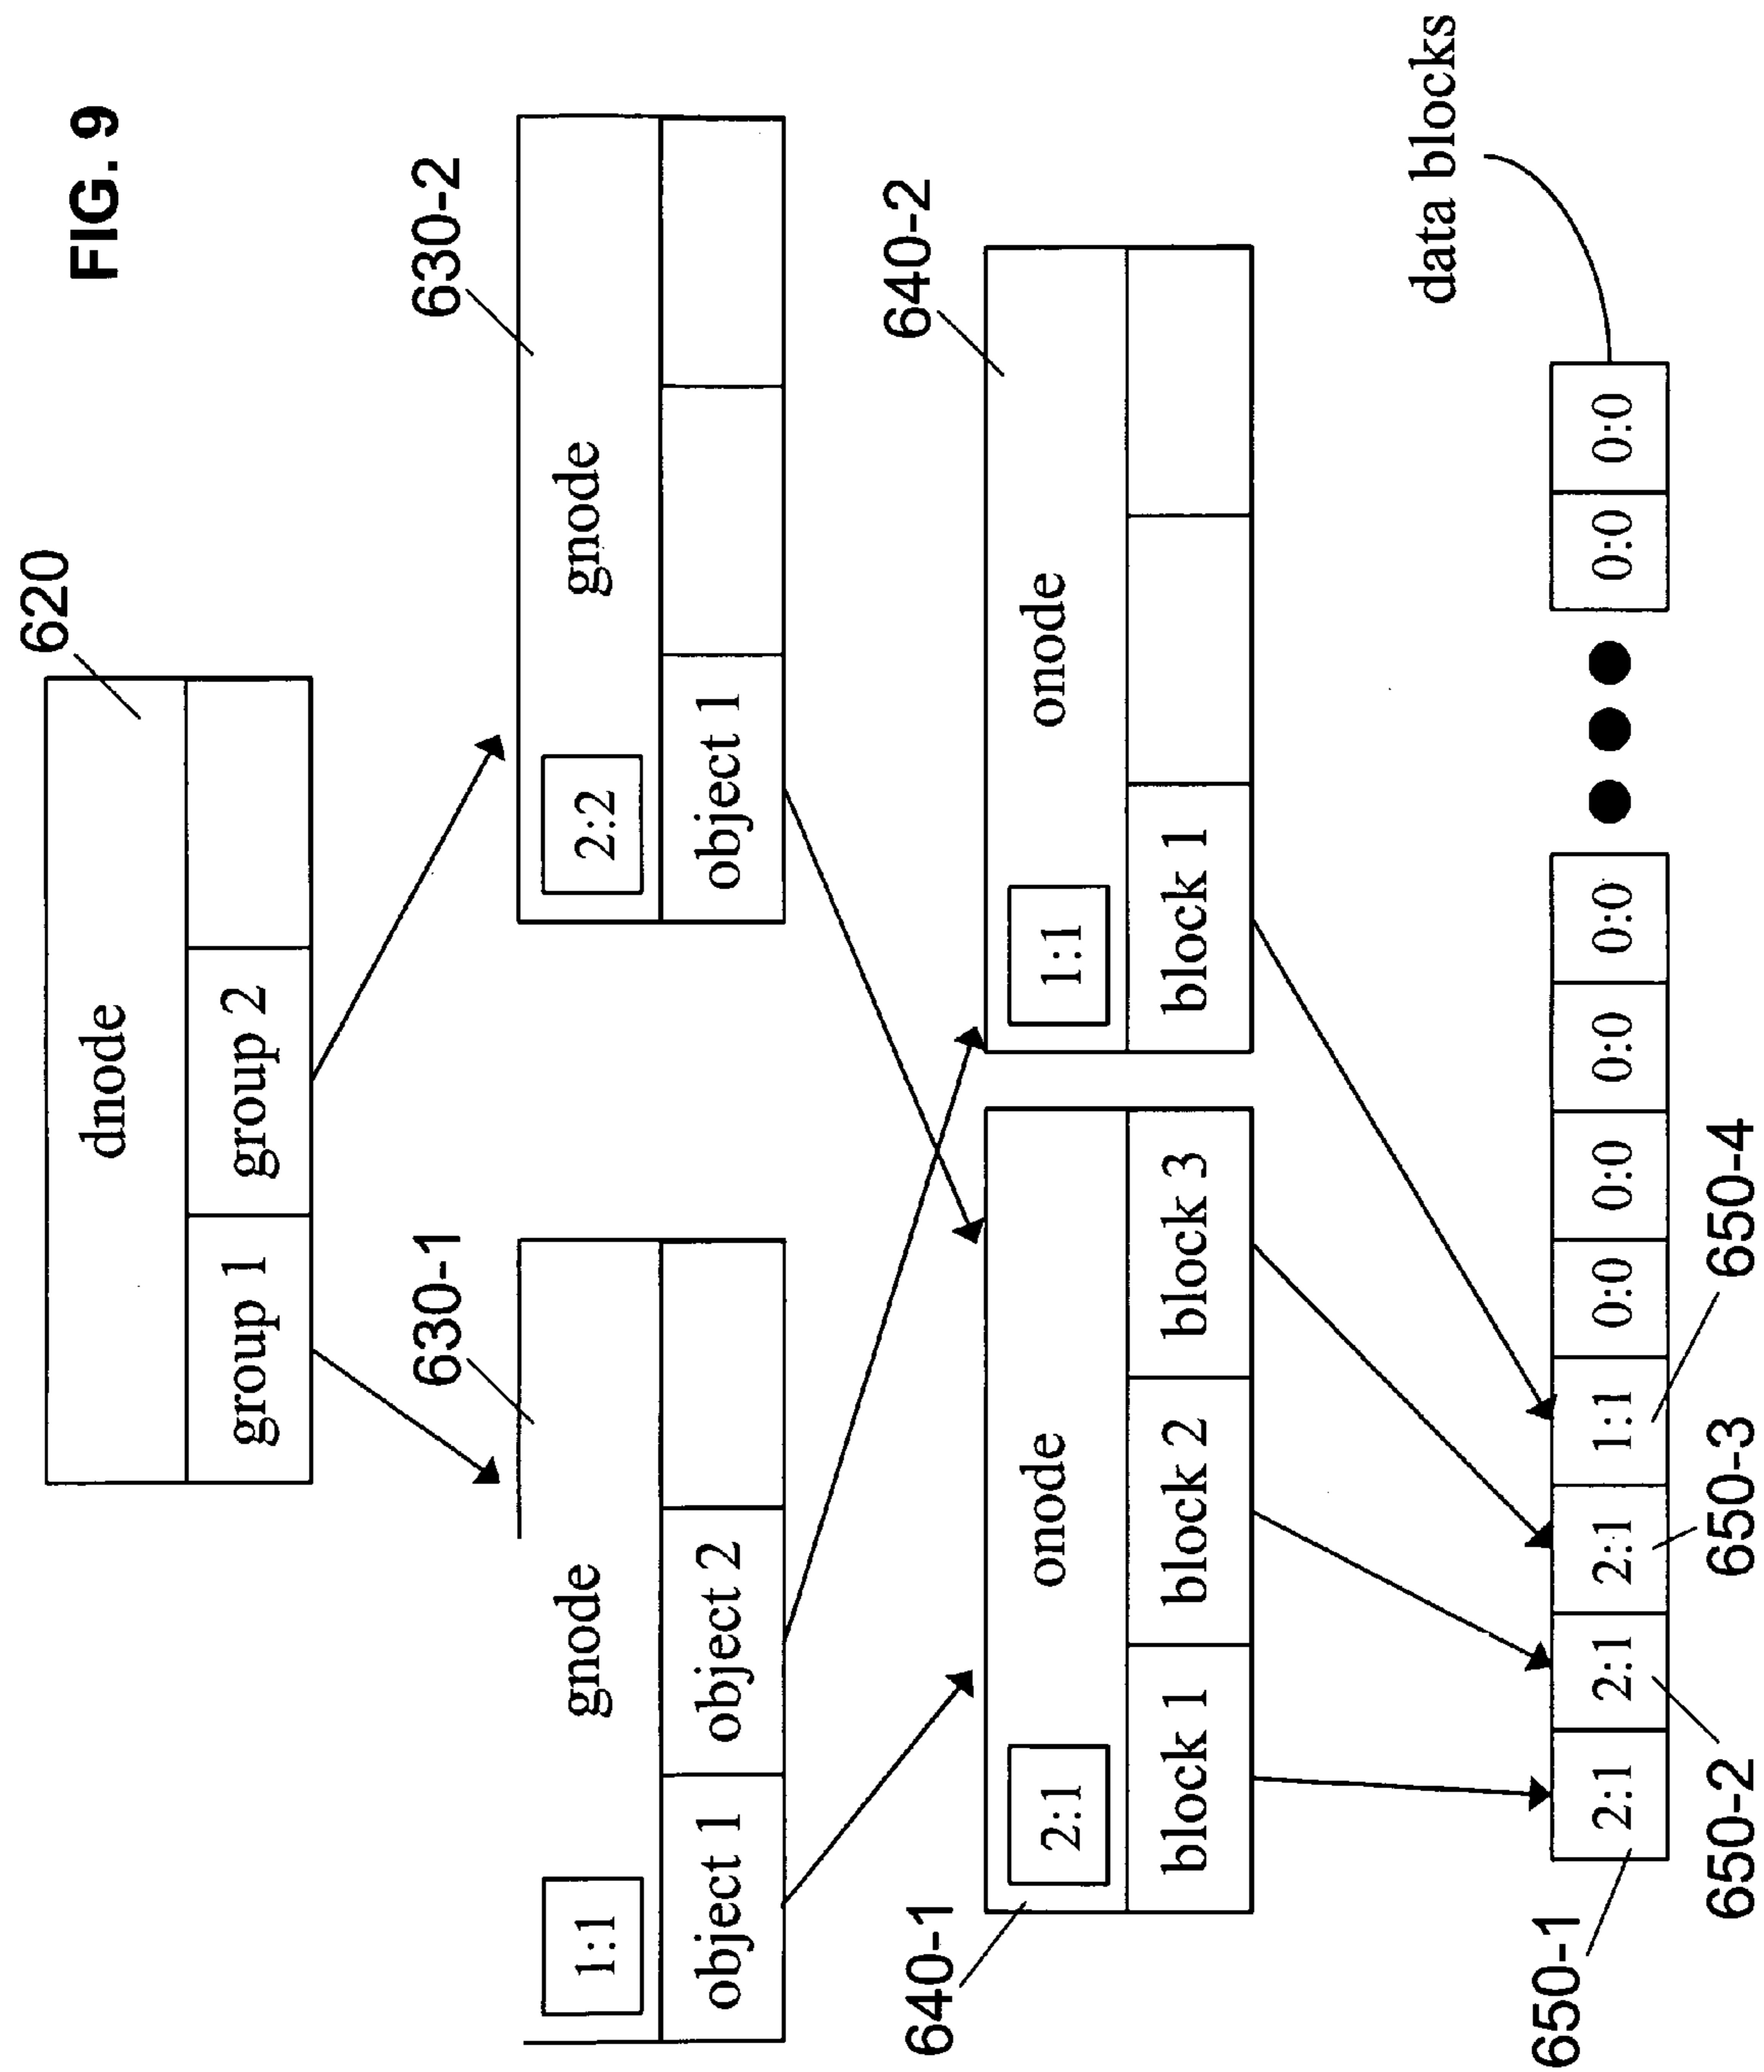 FIG. 9
620
dnode
group 1
group 2
630-1
630-2
1:1
gnode
object 1
object 2
2:2
gnode
object 1
640-1
640-2
2:1
onode
block 1
block 2
block 3
1:1
onode
block 1
data blocks
2:1
2:1
2:1
1:1
0:0
0:0
0:0
0:0
0:0
0:0
650-1
650-2
650-3
650-4